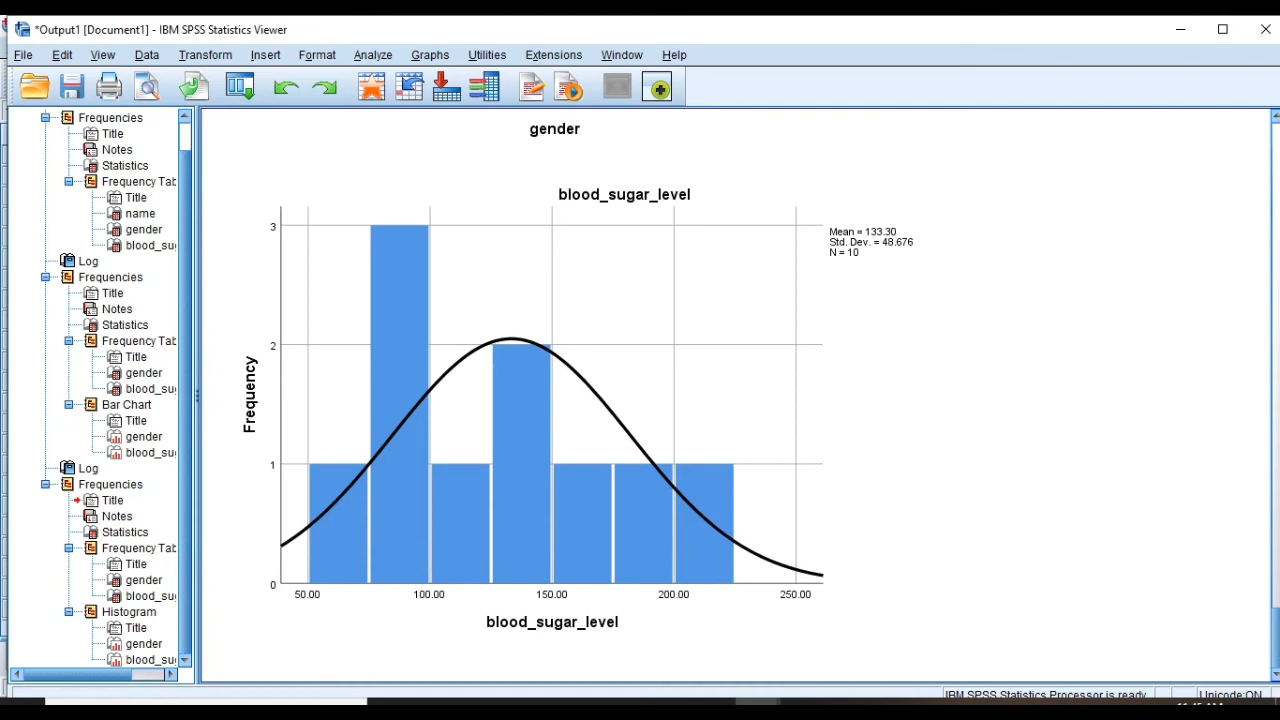 *Output1 [Document1] - IBM SPSS Statistics Viewer
File Edit View Data Transform Insert Format Analyze Graphs Utilities Extensions Window Help
Frequencies
Title
Notes
Statistics
Frequency Tab
Title
name
gender
blood_su
Log
Frequencies
Title
Notes
Statistics
Frequency Tab
Title
gender
blood_su
Bar Chart
Title
gender
blood_su
Log
Frequencies
Title
Notes
Statistics
Frequency Tab
Title
gender
blood_su
Histogram
Title
gender
blood_su
gender
blood_sugar_level
Mean = 133.30
Std. Dev. = 48.676
N = 10
Frequency
3
2
1
0
50.00 100.00 150.00 200.00 250.00
blood_sugar_level
IBM SPSS Statistics Processor is ready Unicode:ON